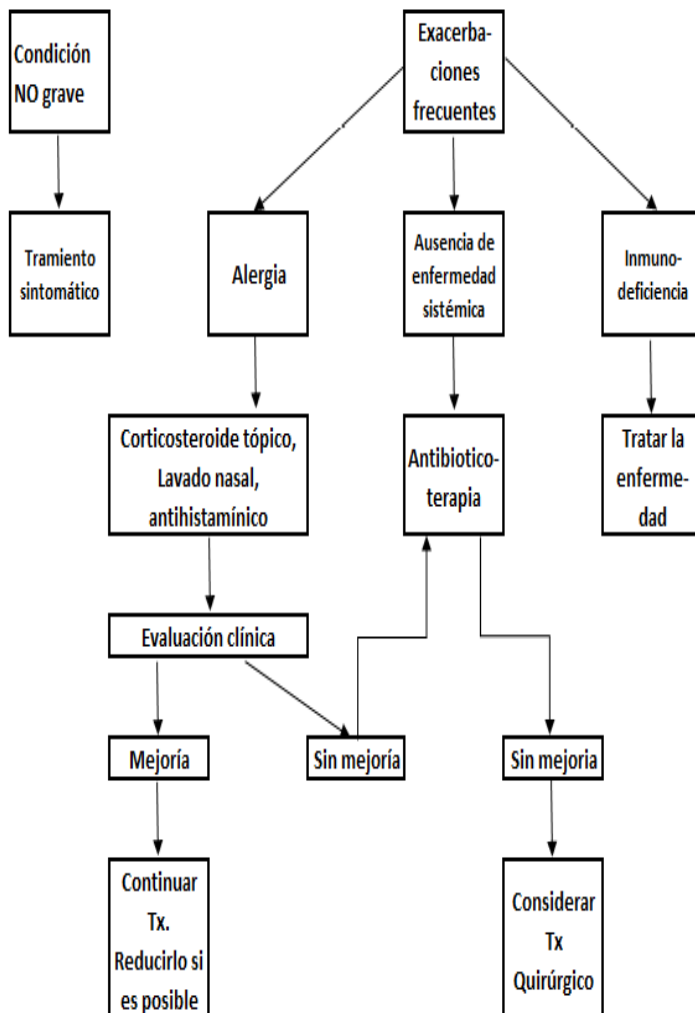 Condición
NO grave
Exacerba-
ciones
frecuentes
Tramiento
sintomático
Alergia
Ausencia de
enfermedad
sistémica
Inmuno-
deficiencia
Corticosteroide tópico,
Lavado nasal,
antihistamínico
Antibiotico-
terapia
Tratar la
enferme-
dad
Evaluación clínica
Mejoría
Sin mejoría
Sin mejoria
Continuar
Tx.
Reducirlo si
es posible
Considerar
Tx
Quirúrgico